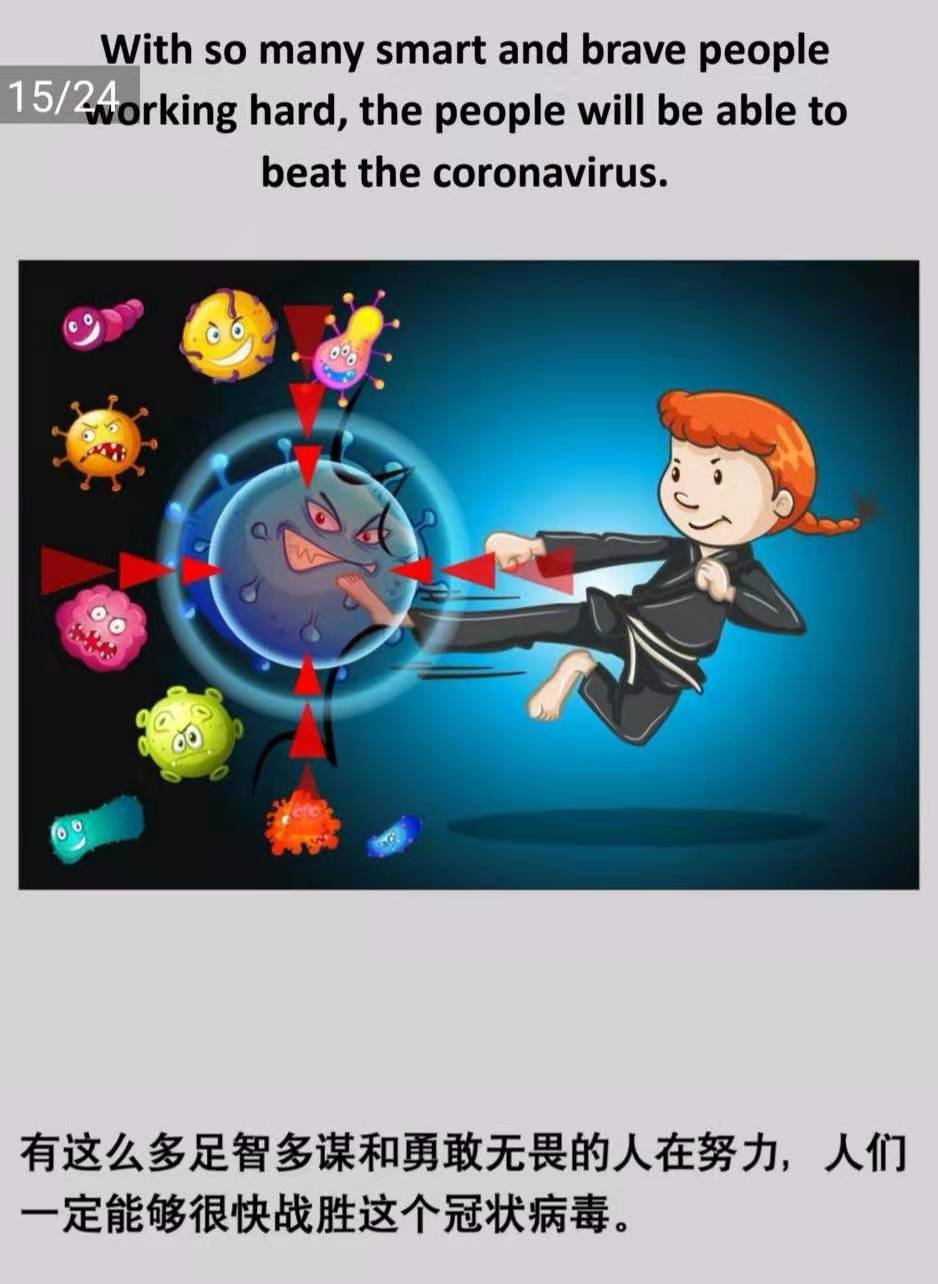 With so many smart and brave people
15/24
working hard, the people will be able to
beat the coronavirus.
有这么多足智多谋和勇敢无畏的人在努力，人们
一定能够很快战胜这个冠状病毒。